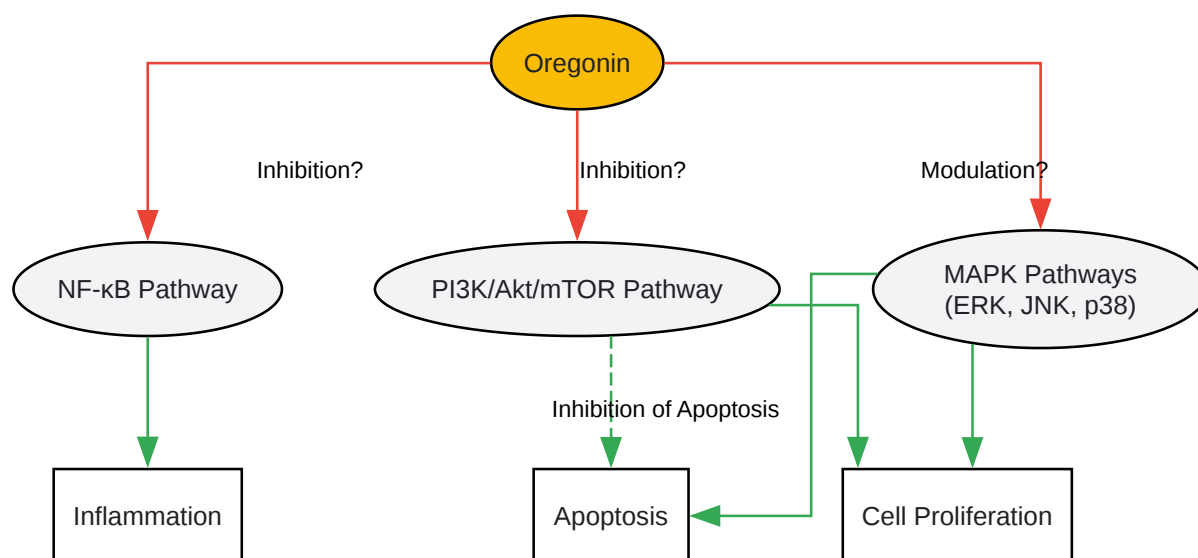 Oregonin
Inhibition?
Inhibition?
Modulation?
NF-κB Pathway
PI3K/Akt/mTOR Pathway
MAPK Pathways
(ERK, JNK, p38)
Inhibition of Apoptosis
Inflammation
Apoptosis
Cell Proliferation